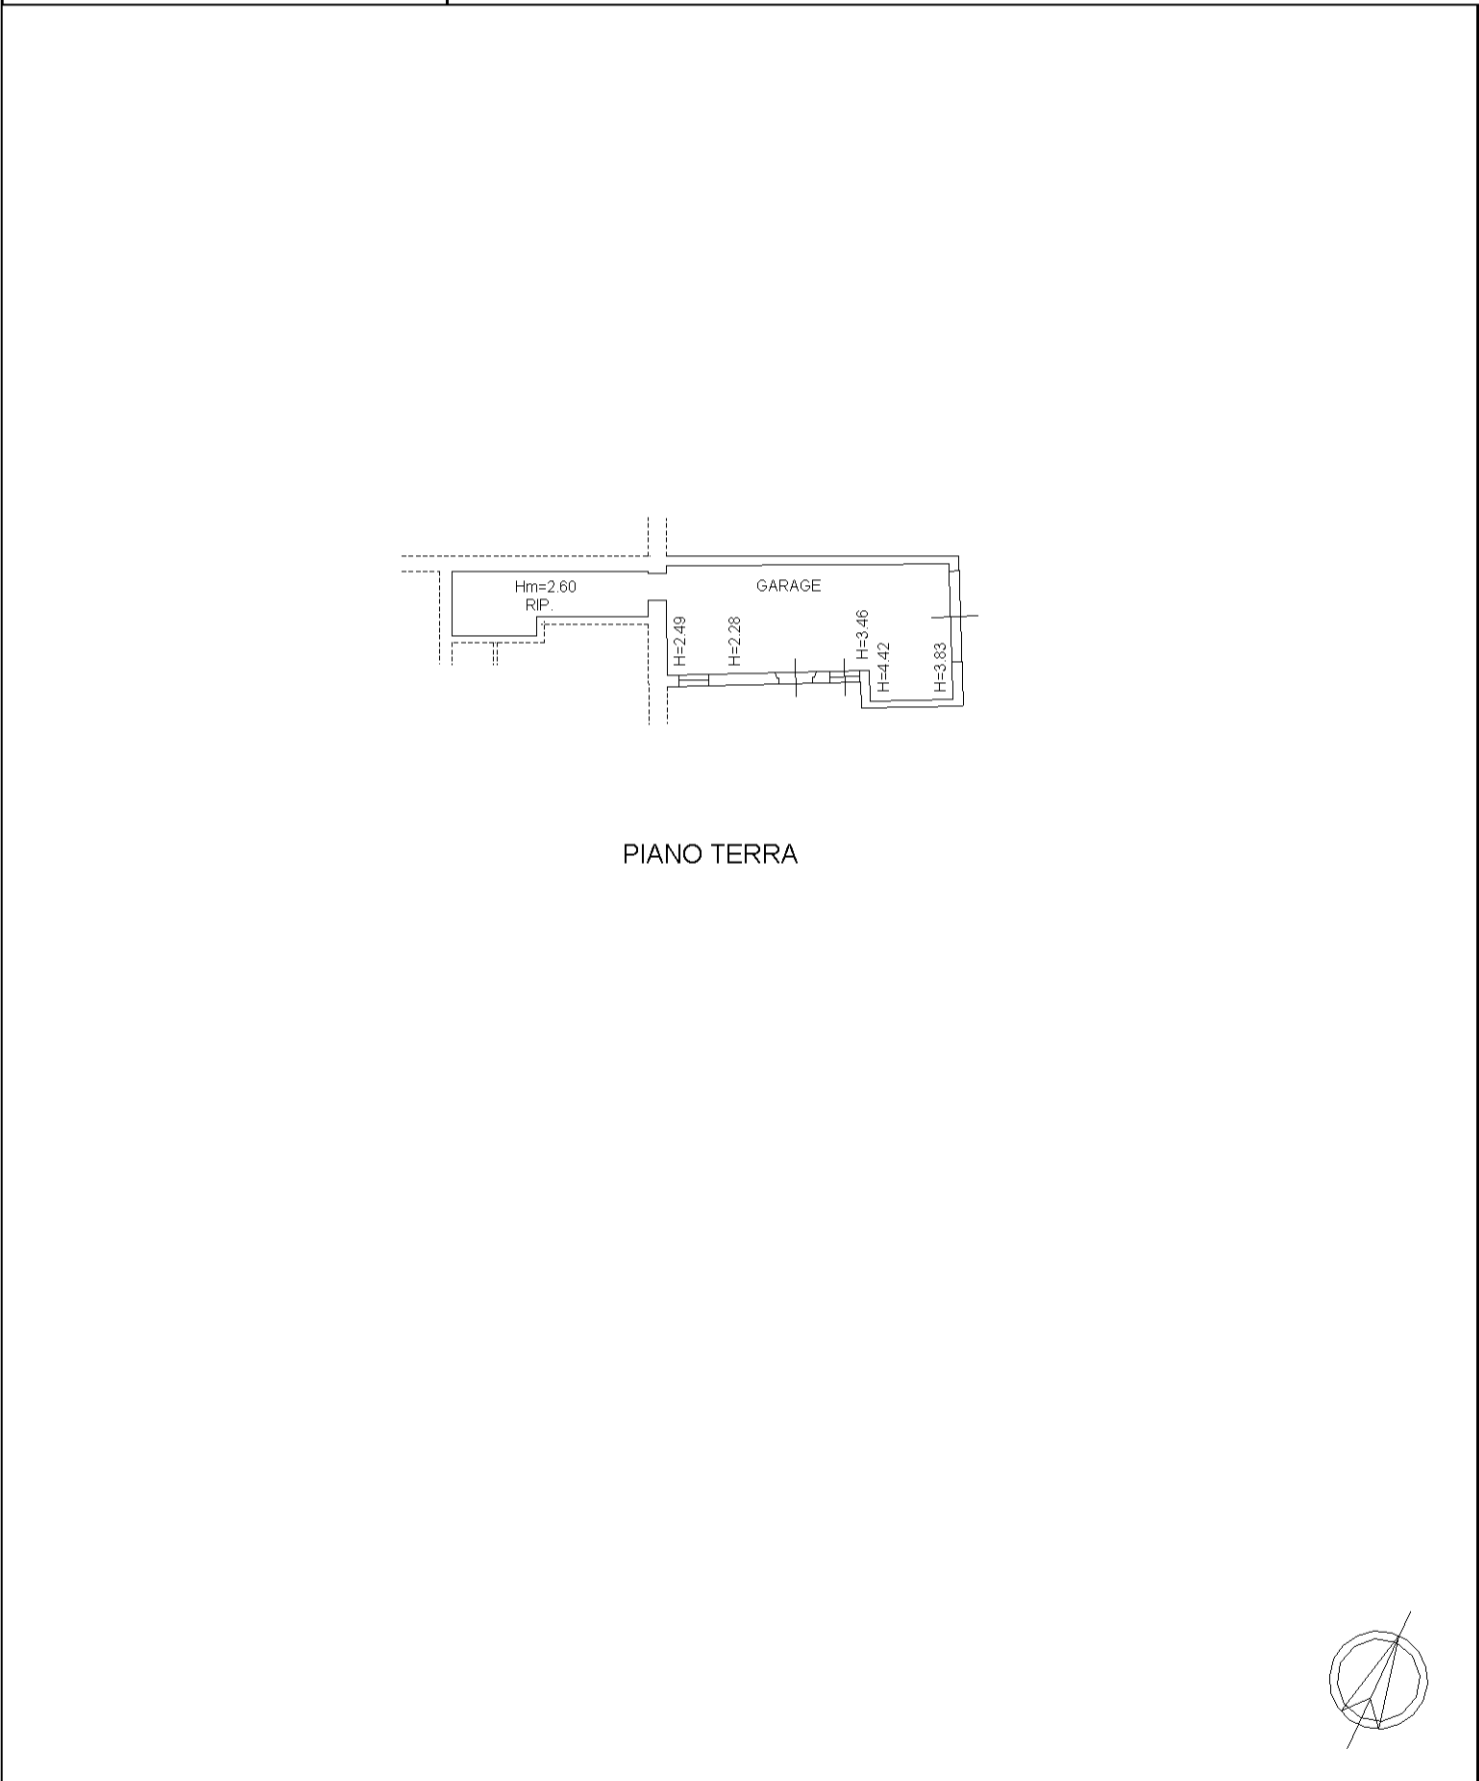 Hm=2.60
RIP.
GARAGE
H=2.49
H=2.28
H=3.46
H=4.42
H=3.83
PIANO TERRA